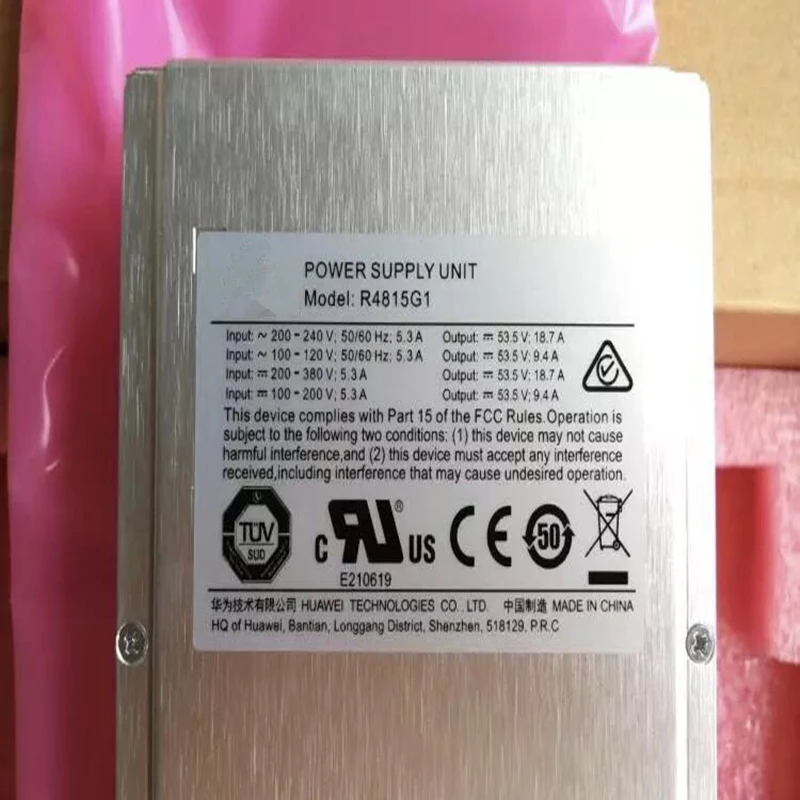 POWER SUPPLY UNIT
Model: R4815G1
Input: ~ 200 - 240 V; 50/60 Hz; 5.3 A Output: ⎓ 53.5 V; 18.7 A
Input: ~ 100 - 120 V; 50/60 Hz; 5.3 A Output: ⎓ 53.5 V; 9.4 A
Input: ⎓ 200 - 380 V; 5.3 A Output: ⎓ 53.5 V; 18.7 A
Input: ⎓ 100 - 200 V; 5.3 A Output: ⎓ 53.5 V; 9.4 A
This device complies with Part 15 of the FCC Rules.Operation is
subject to the following two conditions: (1) this device may not cause
harmful interference,and (2) this device must accept any interference
received,including interference that may cause undesired operation.
TÜV
SUD
c RU® US CE 50
E210619
华为技术有限公司 HUAWEI TECHNOLOGIES CO., LTD. 中国制造 MADE IN CHINA
HQ of Huawei, Bantian, Longgang District, Shenzhen, 518129, P.R.C